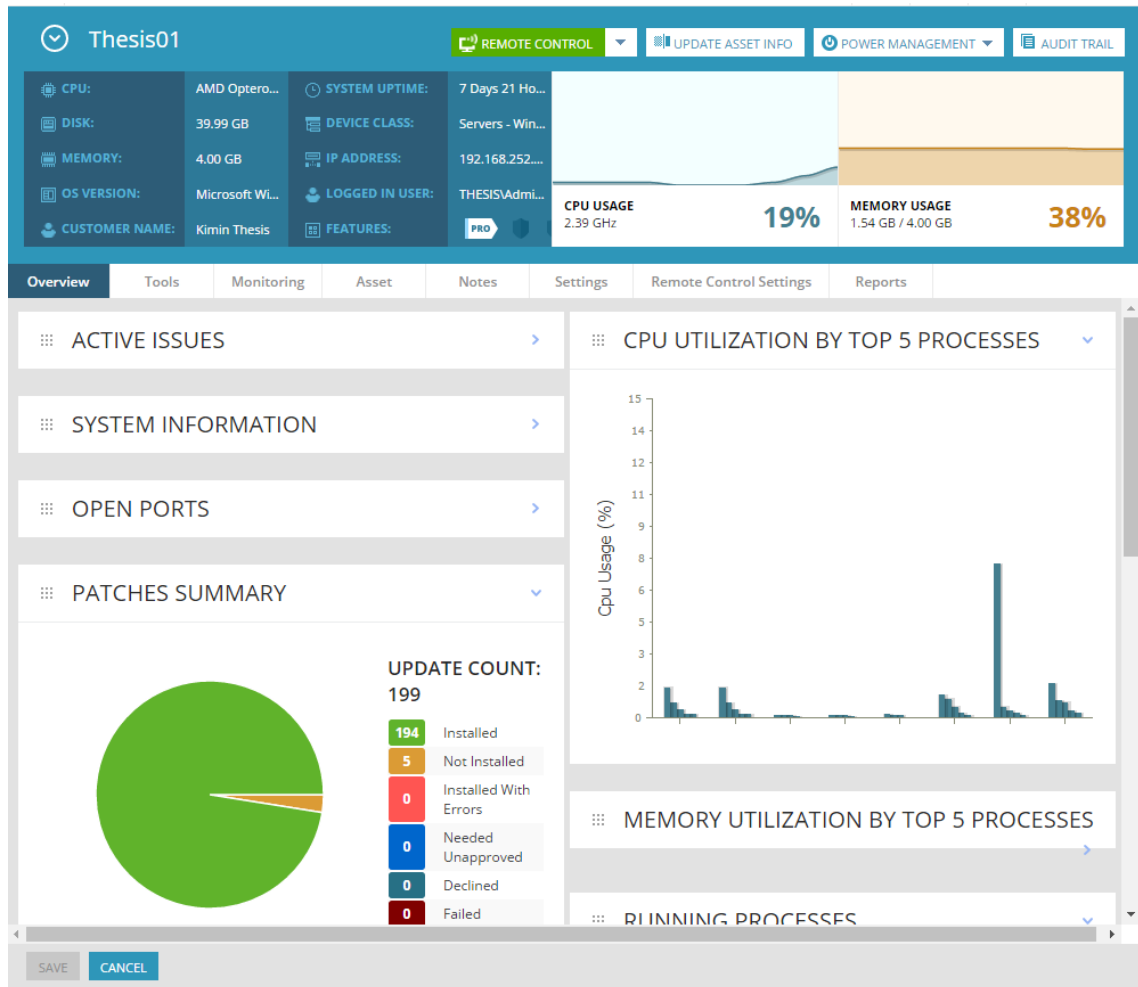 Thesis01
REMOTE CONTROL
UPDATE ASSET INFO
POWER MANAGEMENT
AUDIT TRAIL
CPU: AMD Optero...
DISK: 39.99 GB
MEMORY: 4.00 GB
OS VERSION: Microsoft Wi...
CUSTOMER NAME: Kimin Thesis
SYSTEM UPTIME: 7 Days 21 Ho...
DEVICE CLASS: Servers - Win...
IP ADDRESS: 192.168.252....
LOGGED IN USER: THESIS\Admi...
FEATURES: PRO
CPU USAGE
2.39 GHz
19%
MEMORY USAGE
1.54 GB / 4.00 GB
38%
Overview Tools Monitoring Asset Notes Settings Remote Control Settings Reports
ACTIVE ISSUES
SYSTEM INFORMATION
OPEN PORTS
PATCHES SUMMARY
UPDATE COUNT:
199
194 Installed
5 Not Installed
0 Installed With
Errors
0 Needed
Unapproved
0 Declined
0 Failed
CPU UTILIZATION BY TOP 5 PROCESSES
Cpu Usage (%)
15
14
12
11
9
8
6
5
3
2
0
MEMORY UTILIZATION BY TOP 5 PROCESSES
RUNNING PROCESSES
SAVE CANCEL